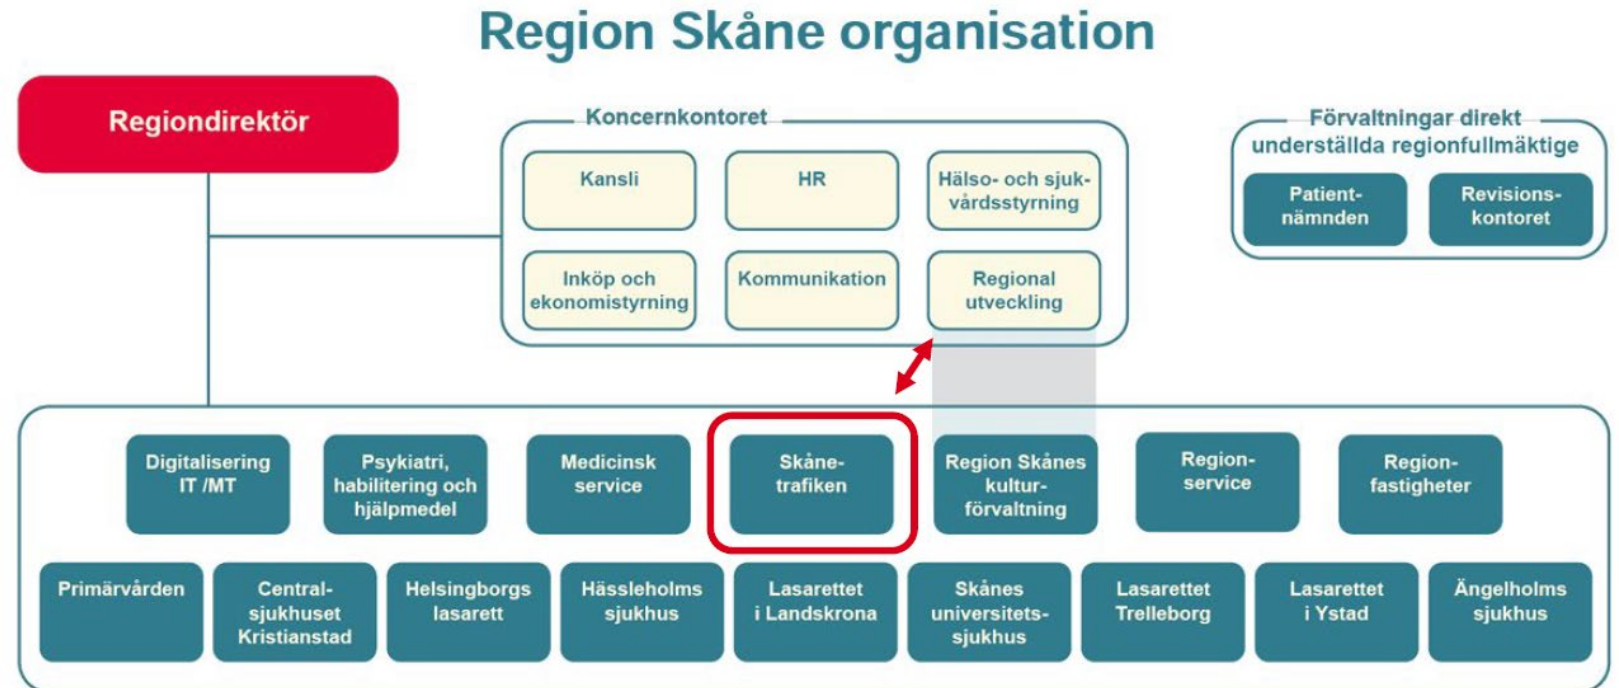 Region Skåne organisation
Regiondirektör
Koncernkontoret
Kansli
HR
Hälso- och sjuk-
vårdsstyrning
Inköp och
ekonomistyrning
Kommunikation
Regional
utveckling
Förvaltningar direkt
underställda regionfullmäktige
Patient-
nämnden
Revisions-
kontoret
Digitalisering
IT /MT
Psykiatri,
habilitering och
hjälpmedel
Medicinsk
service
Skåne-
trafiken
Region Skånes
kultur-
förvaltning
Region-
service
Region-
fastigheter
Primärvården
Central-
sjukhuset
Kristianstad
Helsingborgs
lasarett
Hässleholms
sjukhus
Lasarettet
i Landskrona
Skånes
universitets-
sjukhus
Lasarettet
Trelleborg
Lasarettet
i Ystad
Ängelholms
sjukhus